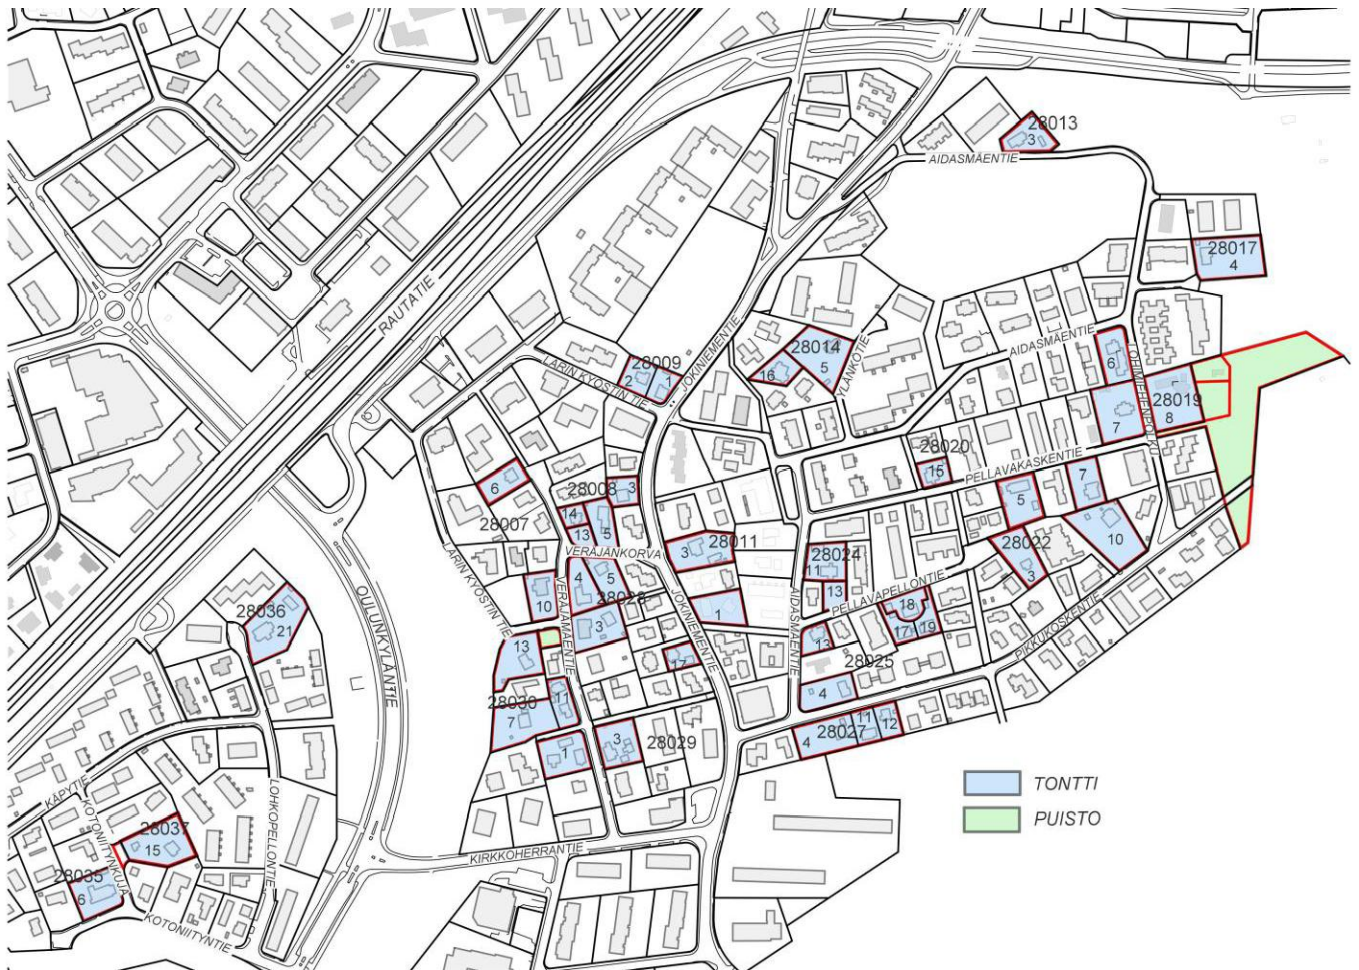 28013
3
AIDASMÄENTIE
28017
4
RAUTATIE
JOKINIEMENTIE
28014
5
16
YLÄNKÖTIE
AIDASMÄENTIE
LARIN KYÖSTIN TIE
28009
2
1
6
LOHMIEHENPOLKU
28019
8
7
28020
15
PELLAVAKASKENTIE
7
5
10
6
28007
28008
3
14
13
5
VERÄJÄNKORVA
28011
3
1
28024
11
13
28022
3
LARIN KYÖSTIN TIE
4
5
28028
3
10
VERÄJÄMÄENTIE
JOKINIEMENTIE
AIDASMÄENTIE
PELLAVAPELLONTIE
18
17
19
PIKKUKOSKENTIE
28036
21
OULUNKYLÄNTIE
13
17
13
28025
4
28030
11
7
28027
4
11
12
1
3
28029
TONTTI
PUISTO
KÄPYTIE
KOTONIITYNKUJA
LOHKOPELLONTIE
28037
15
28035
6
KOTONIITYNTIE
KIRKKOHERRANTIE